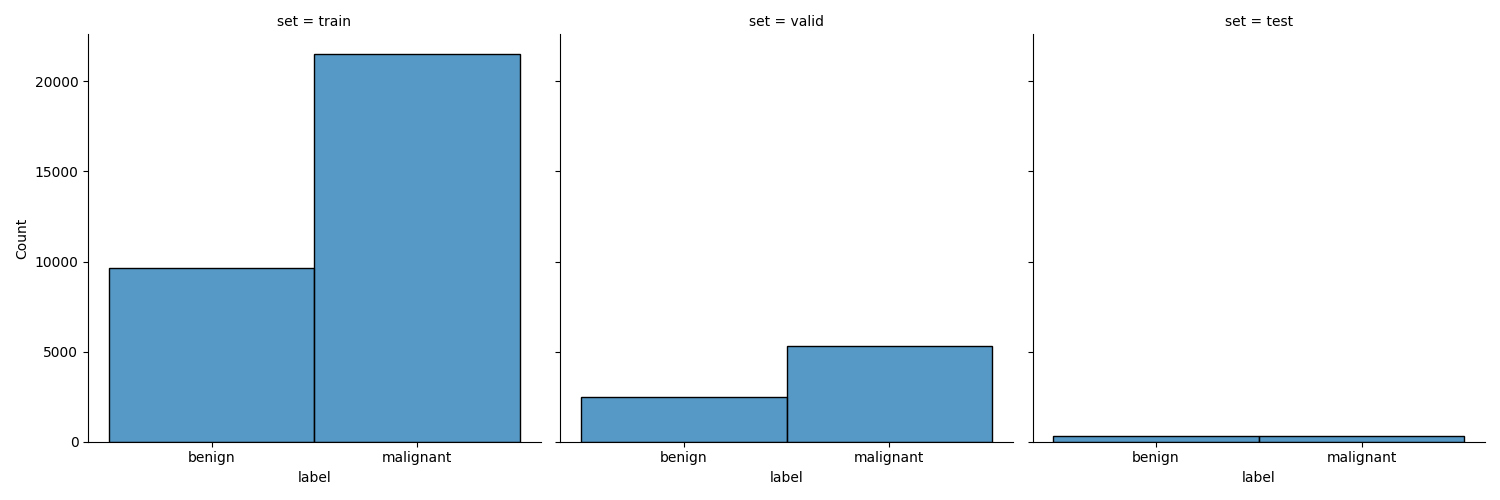 set = train
set = valid
set = test
Count
20000
15000
10000
5000
0
benign
malignant
benign
malignant
benign
malignant
label
label
label